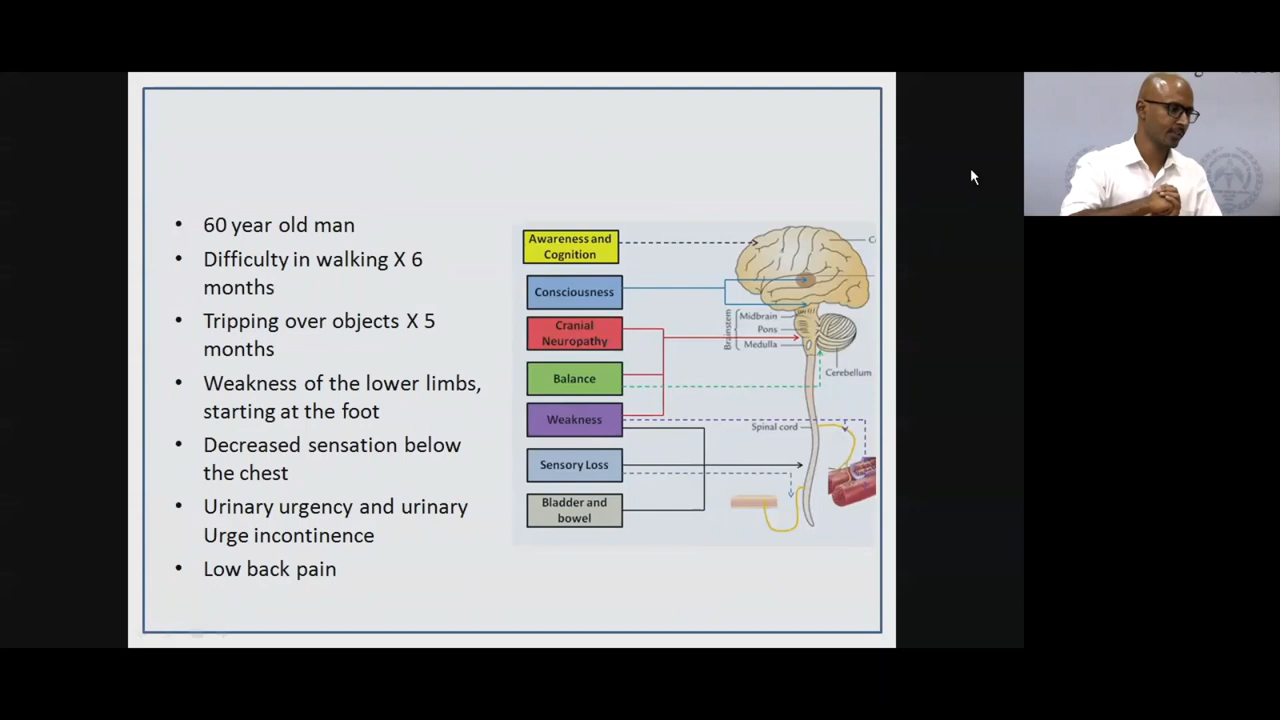 • 60 year old man
• Difficulty in walking X 6
months
• Tripping over objects X 5
months
• Weakness of the lower limbs,
starting at the foot
• Decreased sensation below
the chest
• Urinary urgency and urinary
Urge incontinence
• Low back pain
Awareness and
Cognition
Consciousness
Cranial
Neuropathy
Balance
Weakness
Sensory Loss
Bladder and
bowel
Brainstem
Midbrain
Pons
Medulla
Cerebellum
Spinal cord